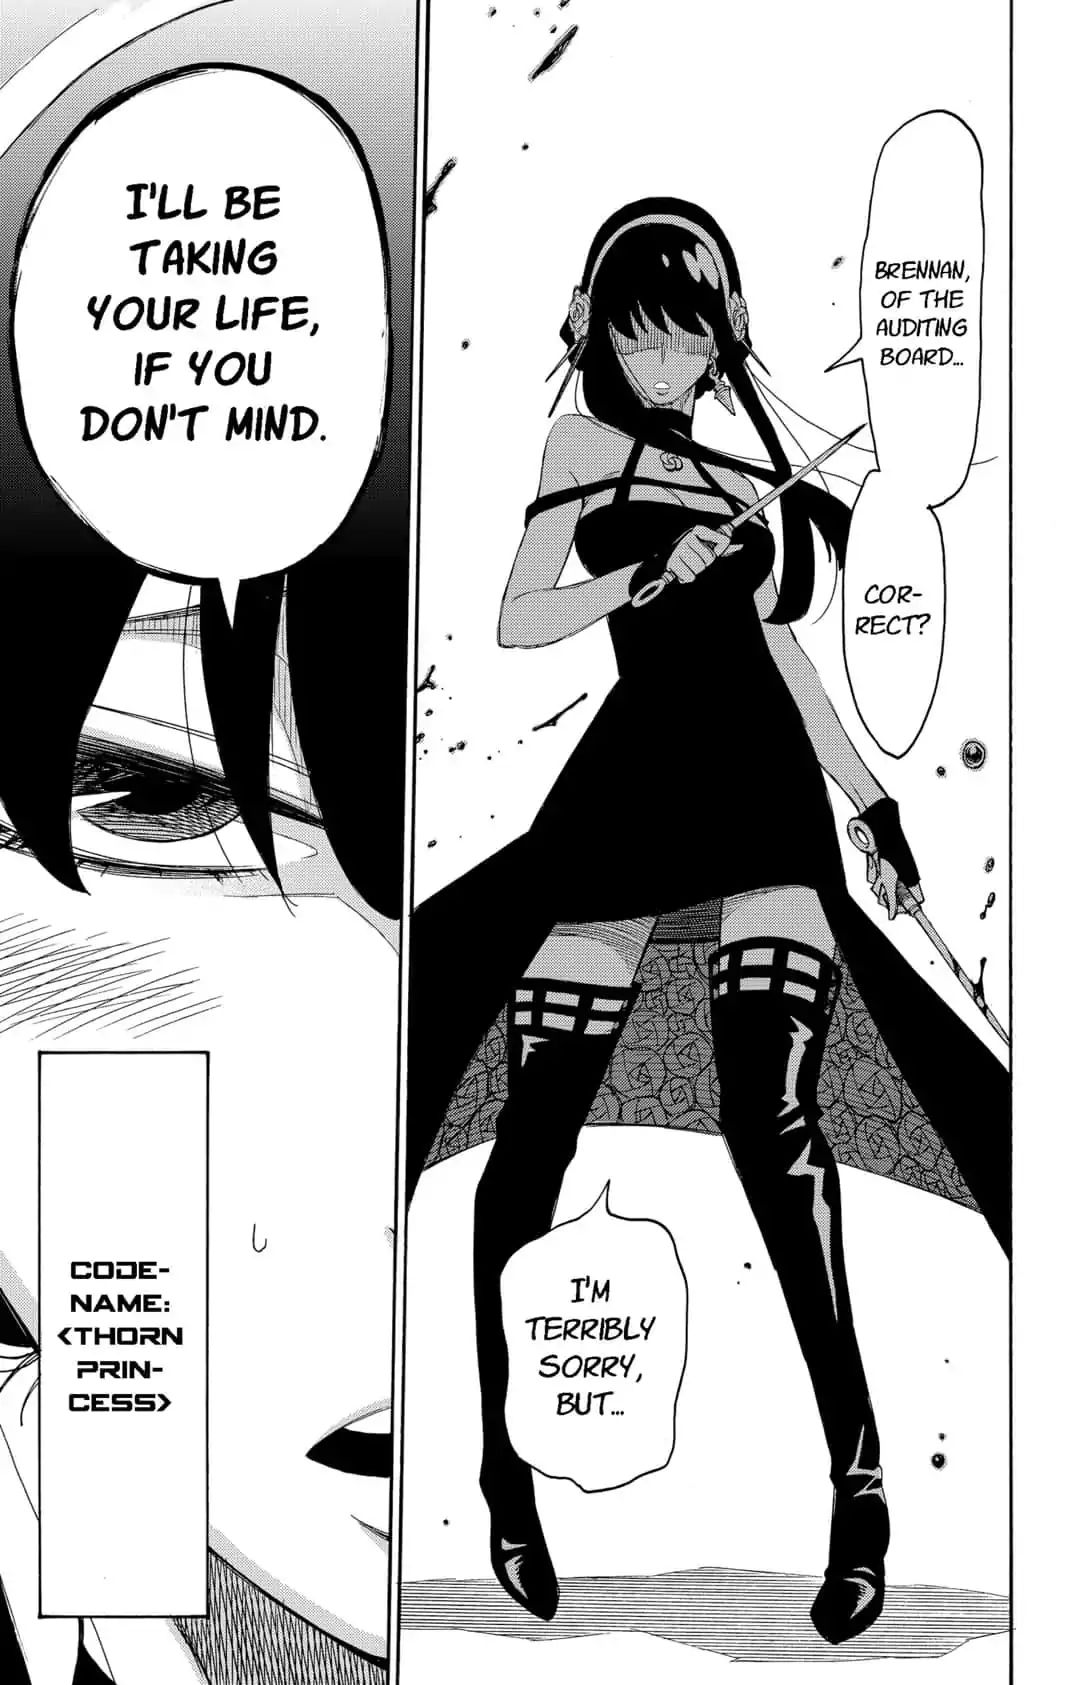 BRENNAN,
OF THE
AUDITING
BOARD...
COR-
RECT?
I'M
TERRIBLY
SORRY,
BUT...
I'LL BE
TAKING
YOUR LIFE,
IF YOU
DON'T MIND.
CODE-
NAME:
<THORN
PRIN-
CESS>